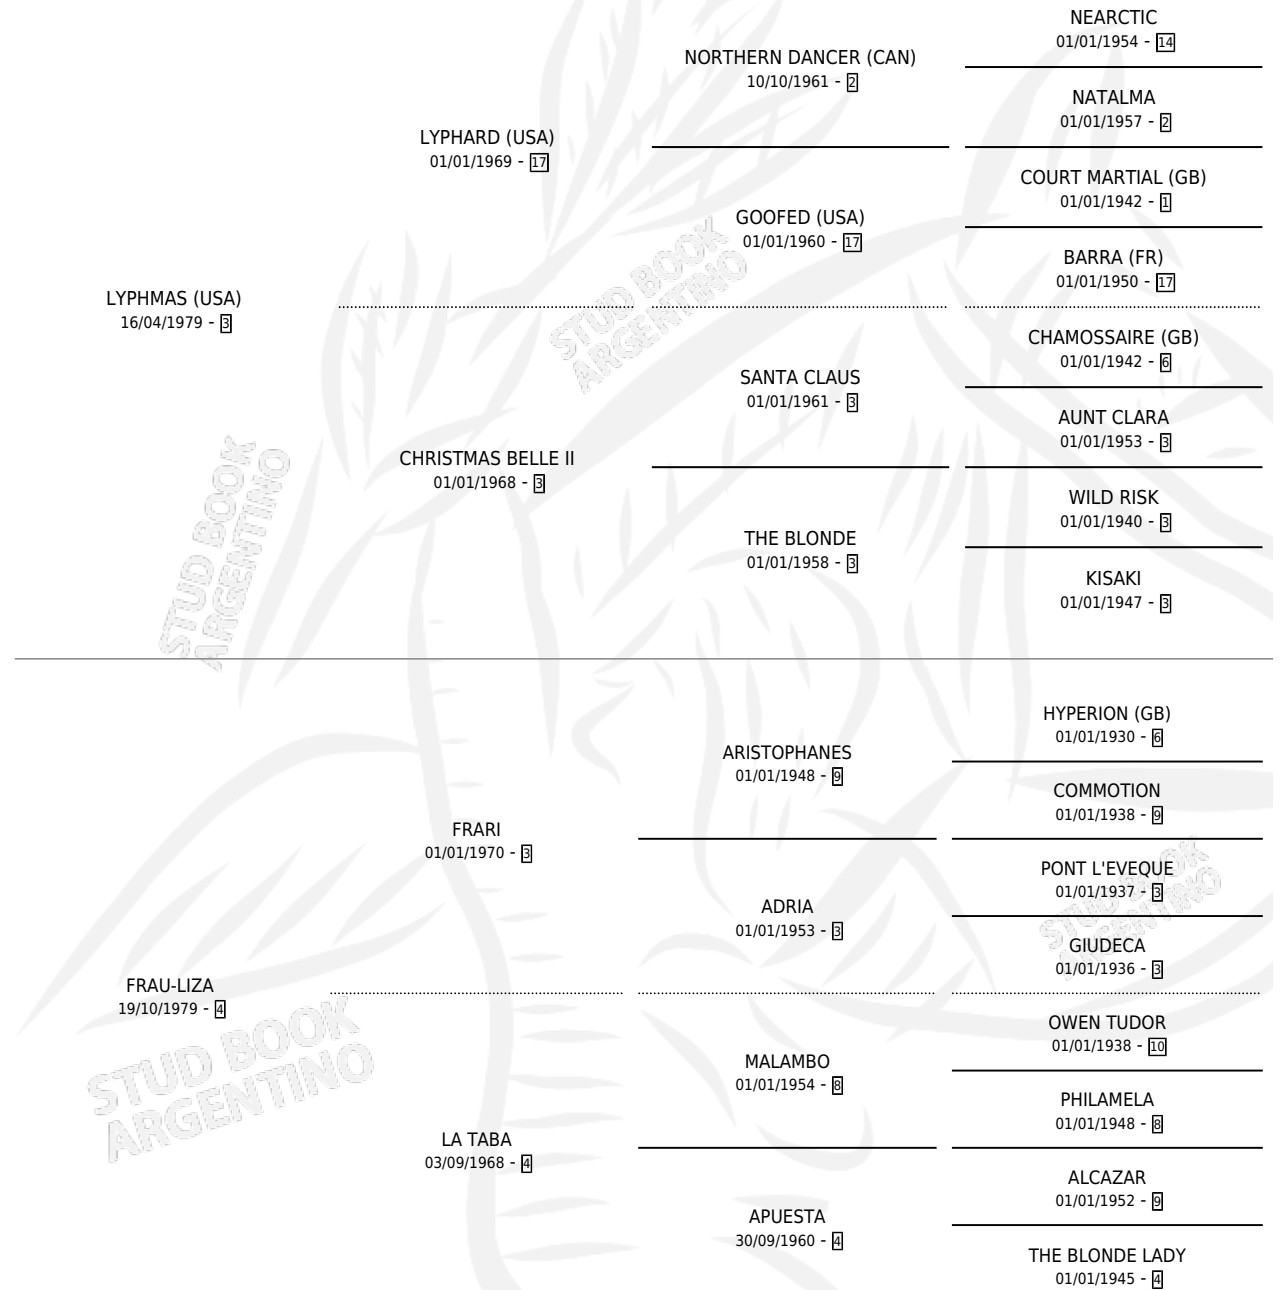 NEARCTIC
01/01/1954 - 14
NORTHERN DANCER (CAN)
10/10/1961 - 2
NATALMA
01/01/1957 - 2
LYPHARD (USA)
01/01/1969 - 17
COURT MARTIAL (GB)
01/01/1942 - 1
GOOFED (USA)
01/01/1960 - 17
BARRA (FR)
01/01/1950 - 17
LYPHMAS (USA)
16/04/1979 - 3
STUD BOOK
ARGENTINO
CHAMOSSAIRE (GB)
01/01/1942 - 6
SANTA CLAUS
01/01/1961 - 3
AUNT CLARA
01/01/1953 - 3
CHRISTMAS BELLE II
01/01/1968 - 3
WILD RISK
01/01/1940 - 3
THE BLONDE
01/01/1958 - 3
KISAKI
01/01/1947 - 3
STUD BOOK
ARGENTINO
HYPERION (GB)
01/01/1930 - 6
ARISTOPHANES
01/01/1948 - 9
COMMOTION
01/01/1938 - 9
FRARI
01/01/1970 - 3
PONT L'EVEQUE
01/01/1937 - 3
ADRIA
01/01/1953 - 3
GIUDECA
01/01/1936 - 3
STUD BOOK
ARGENTINO
FRAU-LIZA
19/10/1979 - 4
OWEN TUDOR
01/01/1938 - 10
MALAMBO
01/01/1954 - 8
PHILAMELA
01/01/1948 - 8
STUD BOOK
ARGENTINO
LA TABA
03/09/1968 - 4
ALCAZAR
01/01/1952 - 9
APUESTA
30/09/1960 - 4
THE BLONDE LADY
01/01/1945 - 4